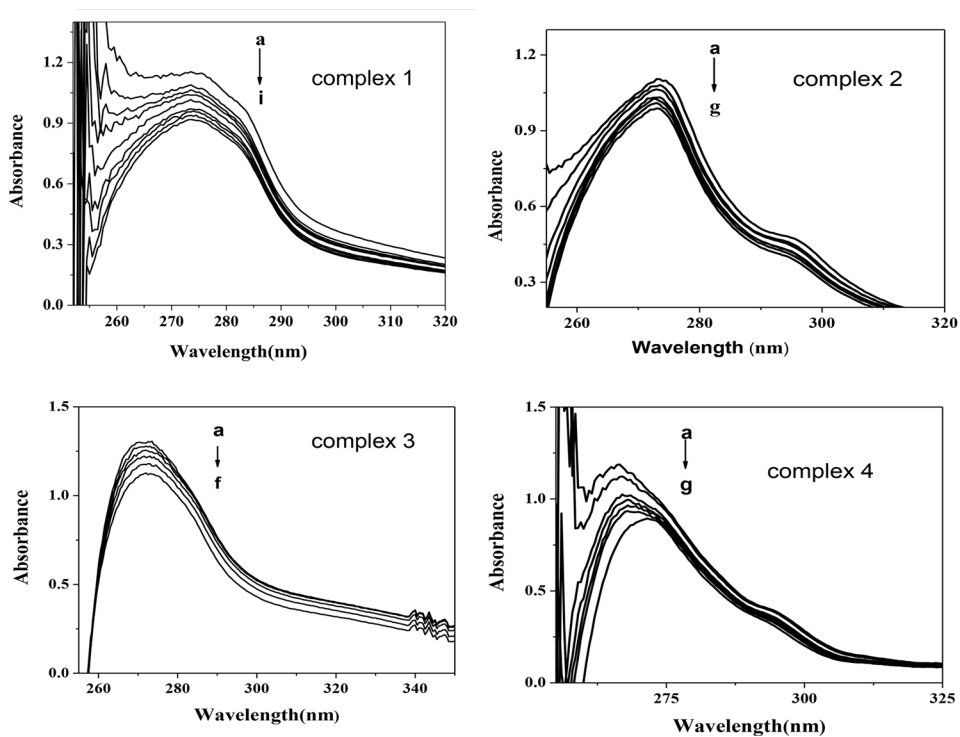 1.2
0.9
0.6
0.3
0.0
Absorbance
a
i
complex 1
260 270 280 290 300 310 320
Wavelength(nm)
1.2
0.9
0.6
0.3
Absorbance
a
g
complex 2
260 280 300 320
Wavelength (nm)
1.5
1.0
0.5
0.0
Absorbance
a
f
complex 3
260 280 300 320 340
Wavelength(nm)
1.5
1.0
0.5
0.0
Absorbance
a
g
complex 4
275 300 325
Wavelength(nm)